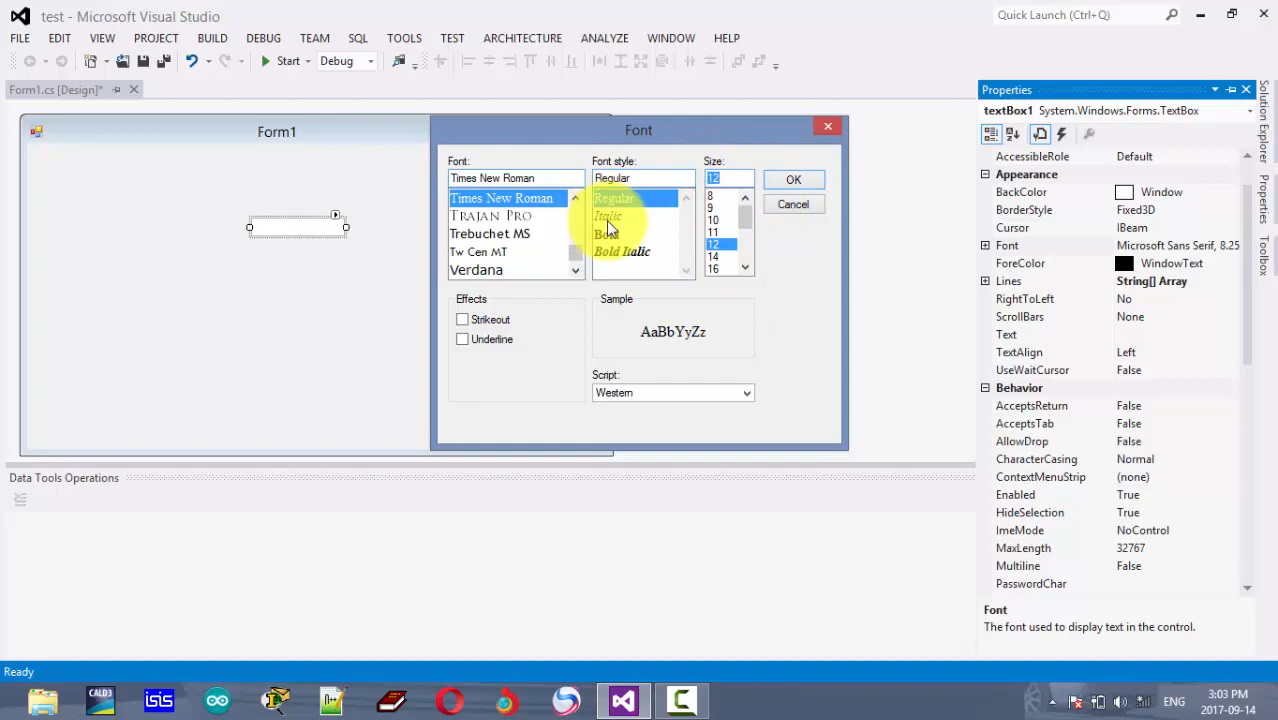 test - Microsoft Visual Studio
Quick Launch (Ctrl+Q)
FILE EDIT VIEW PROJECT BUILD DEBUG TEAM SQL TOOLS TEST ARCHITECTURE ANALYZE WINDOW HELP
Start Debug
Form1.cs [Design]*
Form1
Font
Font:
Times New Roman
Times New Roman
Trajan Pro
Trebuchet MS
Tw Cen MT
Verdana
Font style:
Regular
Regular
Italic
Bold
Bold Italic
Size:
12
8
9
10
11
12
14
16
OK
Cancel
Effects
Strikeout
Underline
Sample
AaBbYyZz
Script:
Western
Properties
textBox1 System.Windows.Forms.TextBox
AccessibleRole Default
Appearance
BackColor Window
BorderStyle Fixed3D
Cursor IBeam
Font Microsoft Sans Serif, 8.25
ForeColor WindowText
Lines String[] Array
RightToLeft No
ScrollBars None
Text
TextAlign Left
UseWaitCursor False
Behavior
AcceptsReturn False
AcceptsTab False
AllowDrop False
CharacterCasing Normal
ContextMenuStrip (none)
Enabled True
HideSelection True
ImeMode NoControl
MaxLength 32767
Multiline False
PasswordChar
Font
The font used to display text in the control.
Solution Explorer
Properties
Toolbox
Data Tools Operations
Ready
CALD3
isis
ENG
3:03 PM
2017-09-14